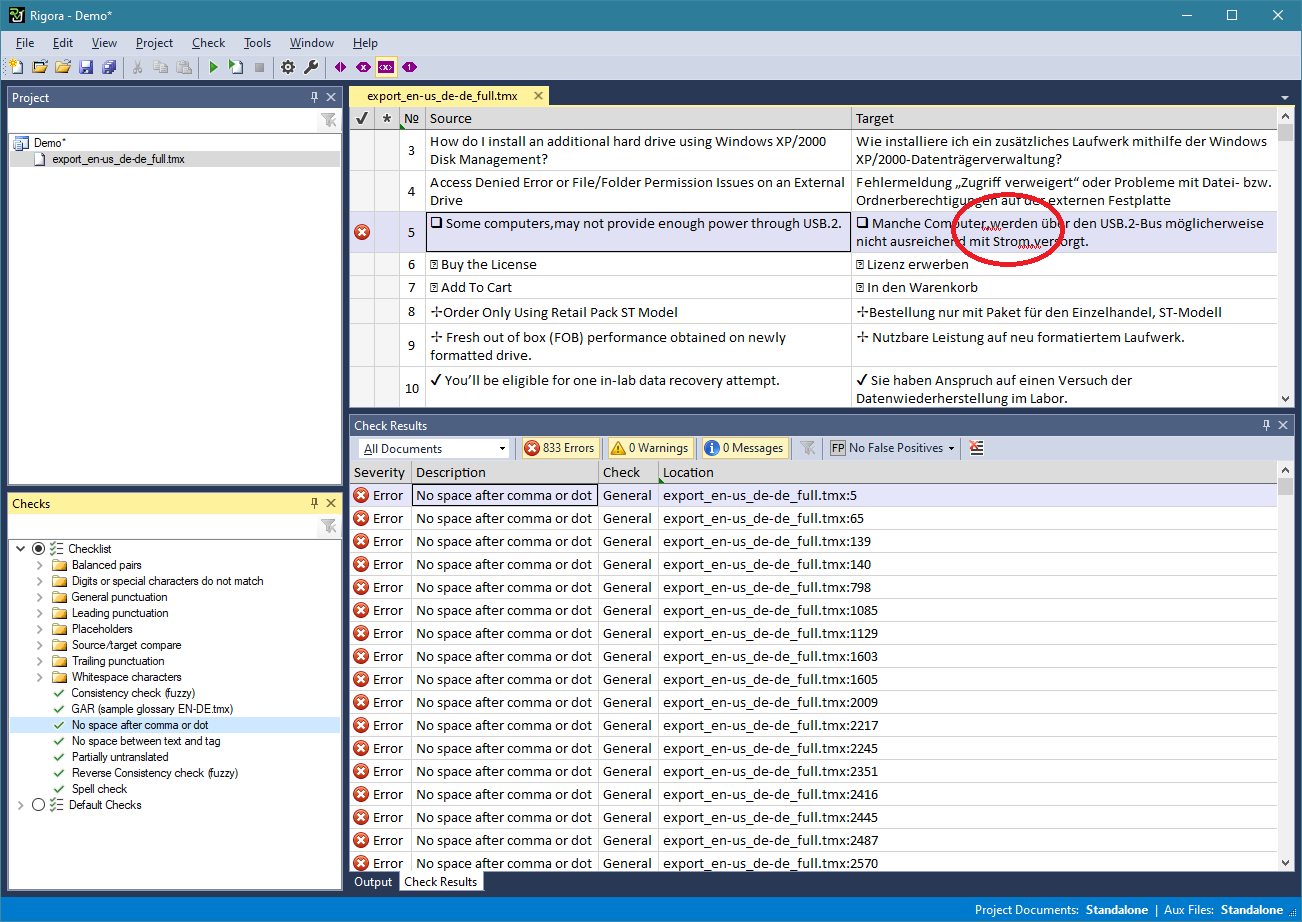 Rigora - Demo*
File Edit View Project Check Tools Window Help
Project
Demo*
export_en-us_de-de_full.tmx
export_en-us_de-de_full.tmx
✓ * № Source Target
3 How do I install an additional hard drive using Windows XP/2000 Wie installiere ich ein zusätzliches Laufwerk mithilfe der Windows
Disk Management? XP/2000-Datenträgerverwaltung?
4 Access Denied Error or File/Folder Permission Issues on an External Fehlermeldung „Zugriff verweigert“ oder Probleme mit Datei- bzw.
Drive Ordnerberechtigungen auf der externen Festplatte
5 ❑ Some computers,may not provide enough power through USB.2. ❑ Manche Computer,werden über den USB.2-Bus möglicherweise
nicht ausreichend mit Strom,versorgt.
6 Buy the License Lizenz erwerben
7 Add To Cart In den Warenkorb
8 ✢Order Only Using Retail Pack ST Model ✢Bestellung nur mit Paket für den Einzelhandel, ST-Modell
9 ✢ Fresh out of box (FOB) performance obtained on newly ✢ Nutzbare Leistung auf neu formatiertem Laufwerk.
formatted drive.
10 ✓ You’ll be eligible for one in-lab data recovery attempt. ✓ Sie haben Anspruch auf einen Versuch der
Datenwiederherstellung im Labor.
Check Results
All Documents 833 Errors 0 Warnings 0 Messages FP No False Positives
Severity Description Check Location
Error No space after comma or dot General export_en-us_de-de_full.tmx:5
Error No space after comma or dot General export_en-us_de-de_full.tmx:65
Error No space after comma or dot General export_en-us_de-de_full.tmx:139
Error No space after comma or dot General export_en-us_de-de_full.tmx:140
Error No space after comma or dot General export_en-us_de-de_full.tmx:798
Error No space after comma or dot General export_en-us_de-de_full.tmx:1085
Error No space after comma or dot General export_en-us_de-de_full.tmx:1129
Error No space after comma or dot General export_en-us_de-de_full.tmx:1603
Error No space after comma or dot General export_en-us_de-de_full.tmx:1605
Error No space after comma or dot General export_en-us_de-de_full.tmx:2009
Error No space after comma or dot General export_en-us_de-de_full.tmx:2217
Error No space after comma or dot General export_en-us_de-de_full.tmx:2245
Error No space after comma or dot General export_en-us_de-de_full.tmx:2351
Error No space after comma or dot General export_en-us_de-de_full.tmx:2416
Error No space after comma or dot General export_en-us_de-de_full.tmx:2445
Error No space after comma or dot General export_en-us_de-de_full.tmx:2487
Error No space after comma or dot General export_en-us_de-de_full.tmx:2570
Output Check Results
Checks
Checklist
Balanced pairs
Digits or special characters do not match
General punctuation
Leading punctuation
Placeholders
Source/target compare
Trailing punctuation
Whitespace characters
Consistency check (fuzzy)
GAR (sample glossary EN-DE.tmx)
No space after comma or dot
No space between text and tag
Partially untranslated
Reverse Consistency check (fuzzy)
Spell check
Default Checks
Project Documents: Standalone | Aux Files: Standalone